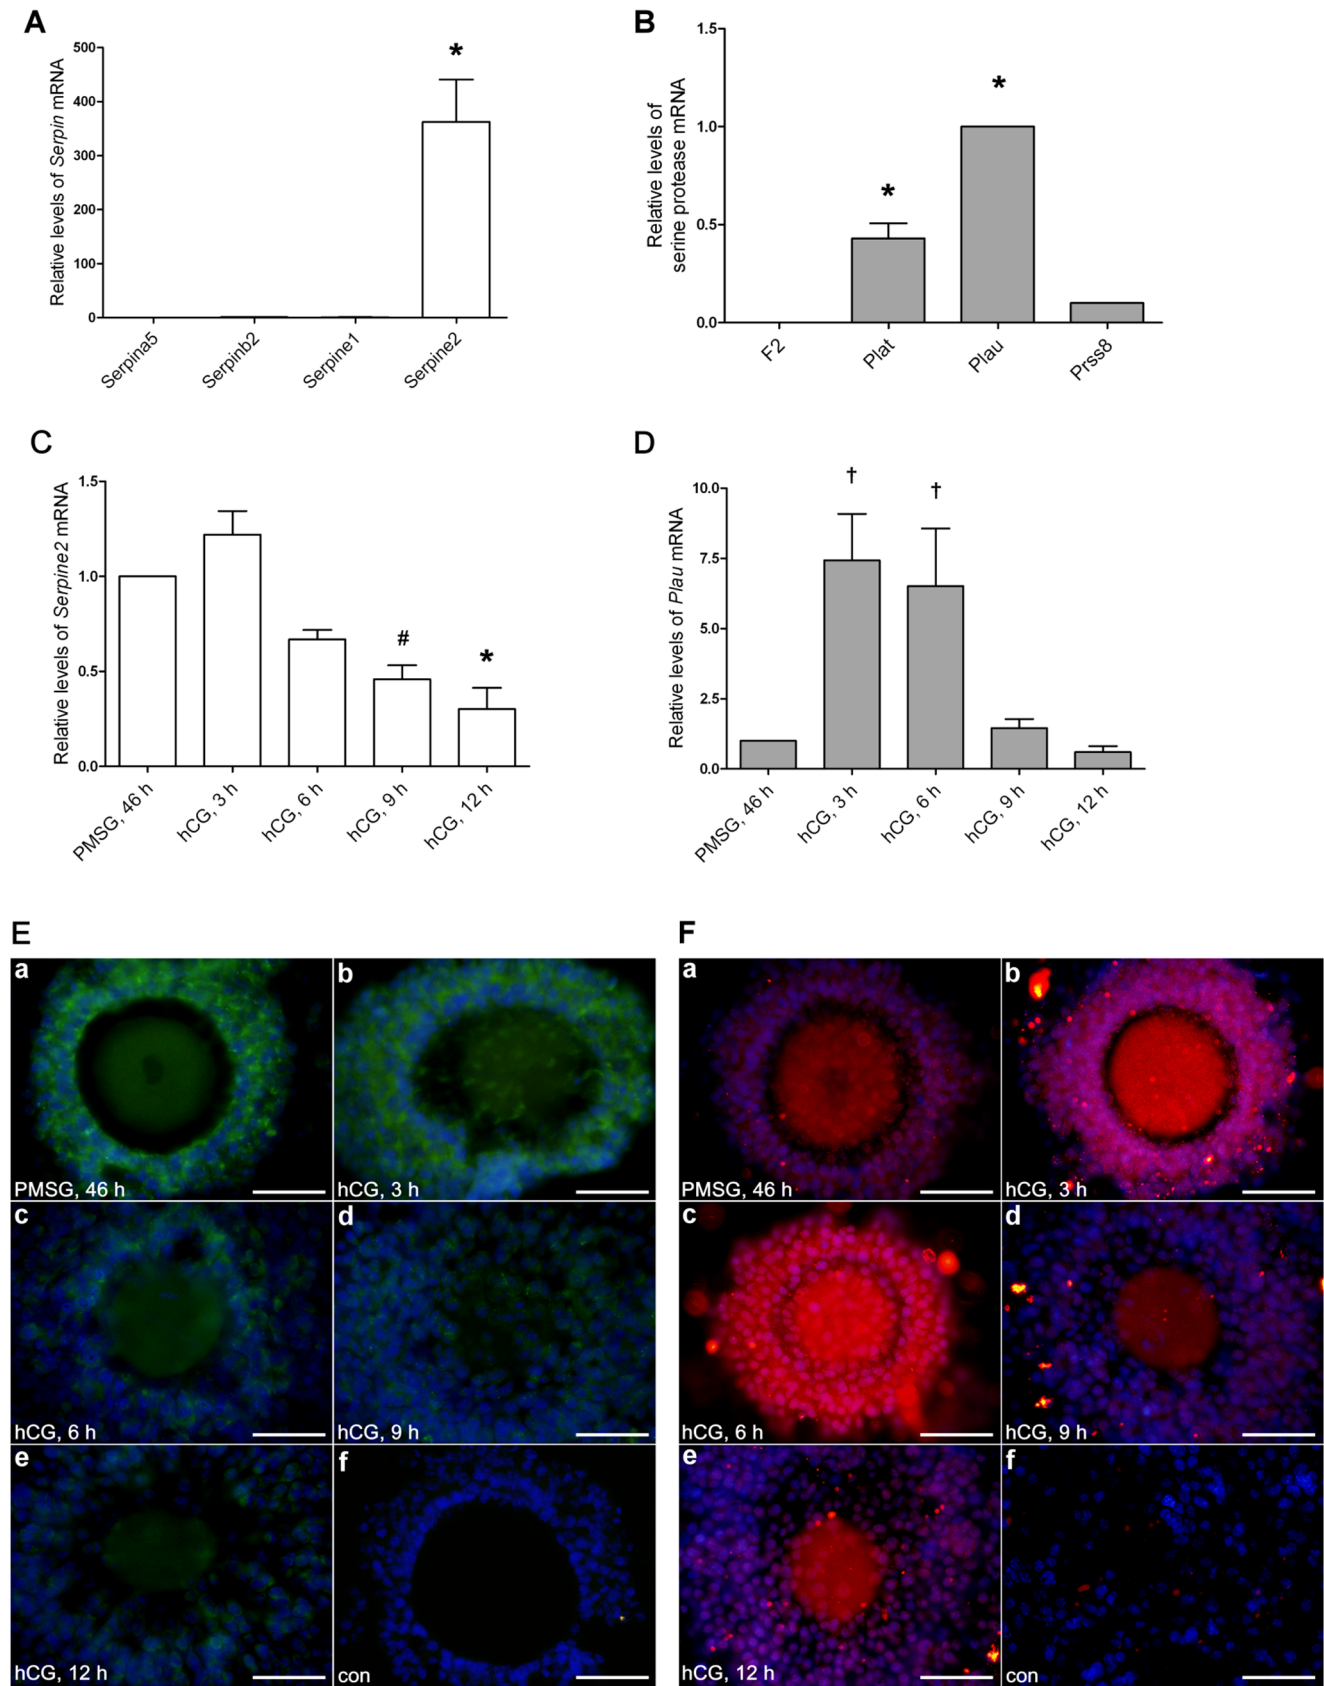 A
Relative levels of Serpin mRNA
500
400
300
200
100
0
*
Serpina5
Serpinb2
Serpine1
Serpine2
B
Relative levels of
serine protease mRNA
1.5
1.0
0.5
0.0
*
*
F2
Plat
Plau
Prss8
C
Relative levels of Serpine2 mRNA
1.5
1.0
0.5
0.0
#
*
PMSG, 46 h
hCG, 3 h
hCG, 6 h
hCG, 9 h
hCG, 12 h
D
Relative levels of Plau mRNA
10.0
7.5
5.0
2.5
0.0
†
†
PMSG, 46 h
hCG, 3 h
hCG, 6 h
hCG, 9 h
hCG, 12 h
E
a
PMSG, 46 h
b
hCG, 3 h
c
hCG, 6 h
d
hCG, 9 h
e
hCG, 12 h
f
con
F
a
PMSG, 46 h
b
hCG, 3 h
c
hCG, 6 h
d
hCG, 9 h
e
hCG, 12 h
f
con